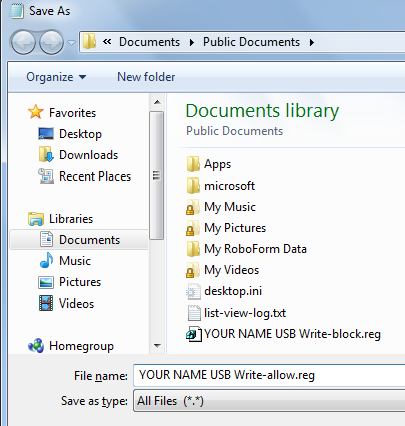 Save As
« Documents ▸ Public Documents ▸
Organize ▾ New folder
Favorites
Desktop
Downloads
Recent Places
Libraries
Documents
Music
Pictures
Videos
Homegroup
Documents library
Public Documents
Apps
microsoft
My Music
My Pictures
My RoboForm Data
My Videos
desktop.ini
list-view-log.txt
YOUR NAME USB Write-block.reg
File name: YOUR NAME USB Write-allow.reg
Save as type: All Files (*.*)